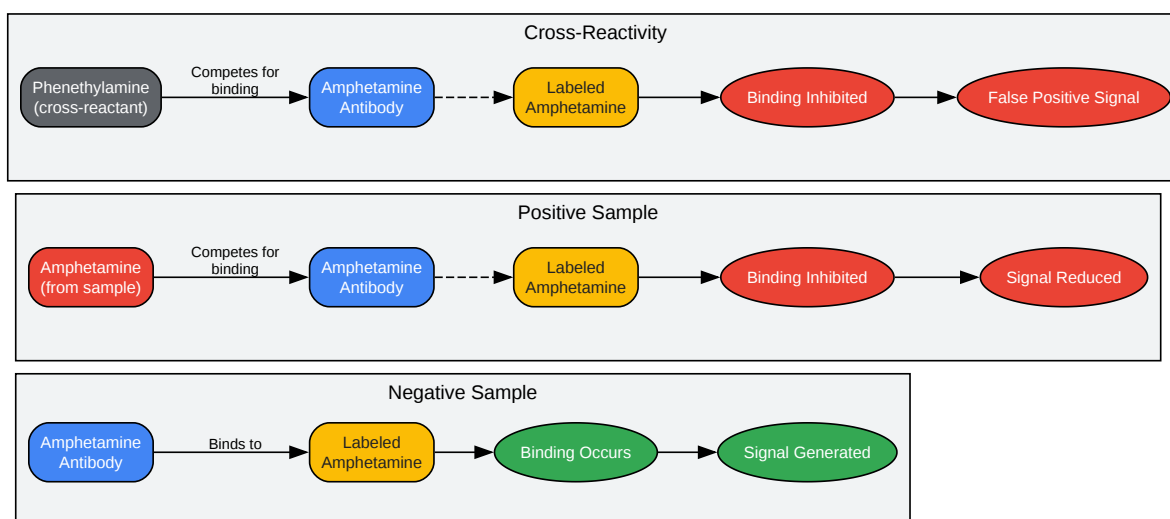 Cross-Reactivity
Phenethylamine
(cross-reactant)
Competes for
binding
Amphetamine
Antibody
Labeled
Amphetamine
Binding Inhibited
False Positive Signal
Positive Sample
Amphetamine
(from sample)
Competes for
binding
Amphetamine
Antibody
Labeled
Amphetamine
Binding Inhibited
Signal Reduced
Negative Sample
Amphetamine
Antibody
Binds to
Labeled
Amphetamine
Binding Occurs
Signal Generated